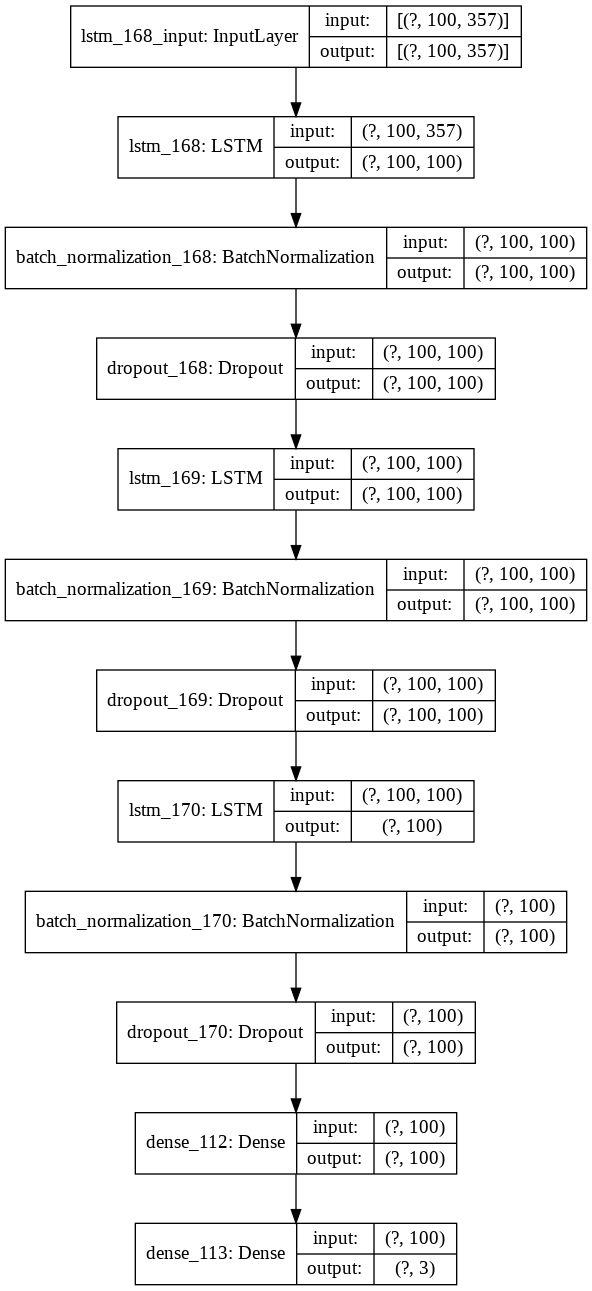 lstm_168_input: InputLayer
input: [(?, 100, 357)]
output: [(?, 100, 357)]
lstm_168: LSTM
input: (?, 100, 357)
output: (?, 100, 100)
batch_normalization_168: BatchNormalization
input: (?, 100, 100)
output: (?, 100, 100)
dropout_168: Dropout
input: (?, 100, 100)
output: (?, 100, 100)
lstm_169: LSTM
input: (?, 100, 100)
output: (?, 100, 100)
batch_normalization_169: BatchNormalization
input: (?, 100, 100)
output: (?, 100, 100)
dropout_169: Dropout
input: (?, 100, 100)
output: (?, 100, 100)
lstm_170: LSTM
input: (?, 100, 100)
output: (?, 100)
batch_normalization_170: BatchNormalization
input: (?, 100)
output: (?, 100)
dropout_170: Dropout
input: (?, 100)
output: (?, 100)
dense_112: Dense
input: (?, 100)
output: (?, 100)
dense_113: Dense
input: (?, 100)
output: (?, 3)